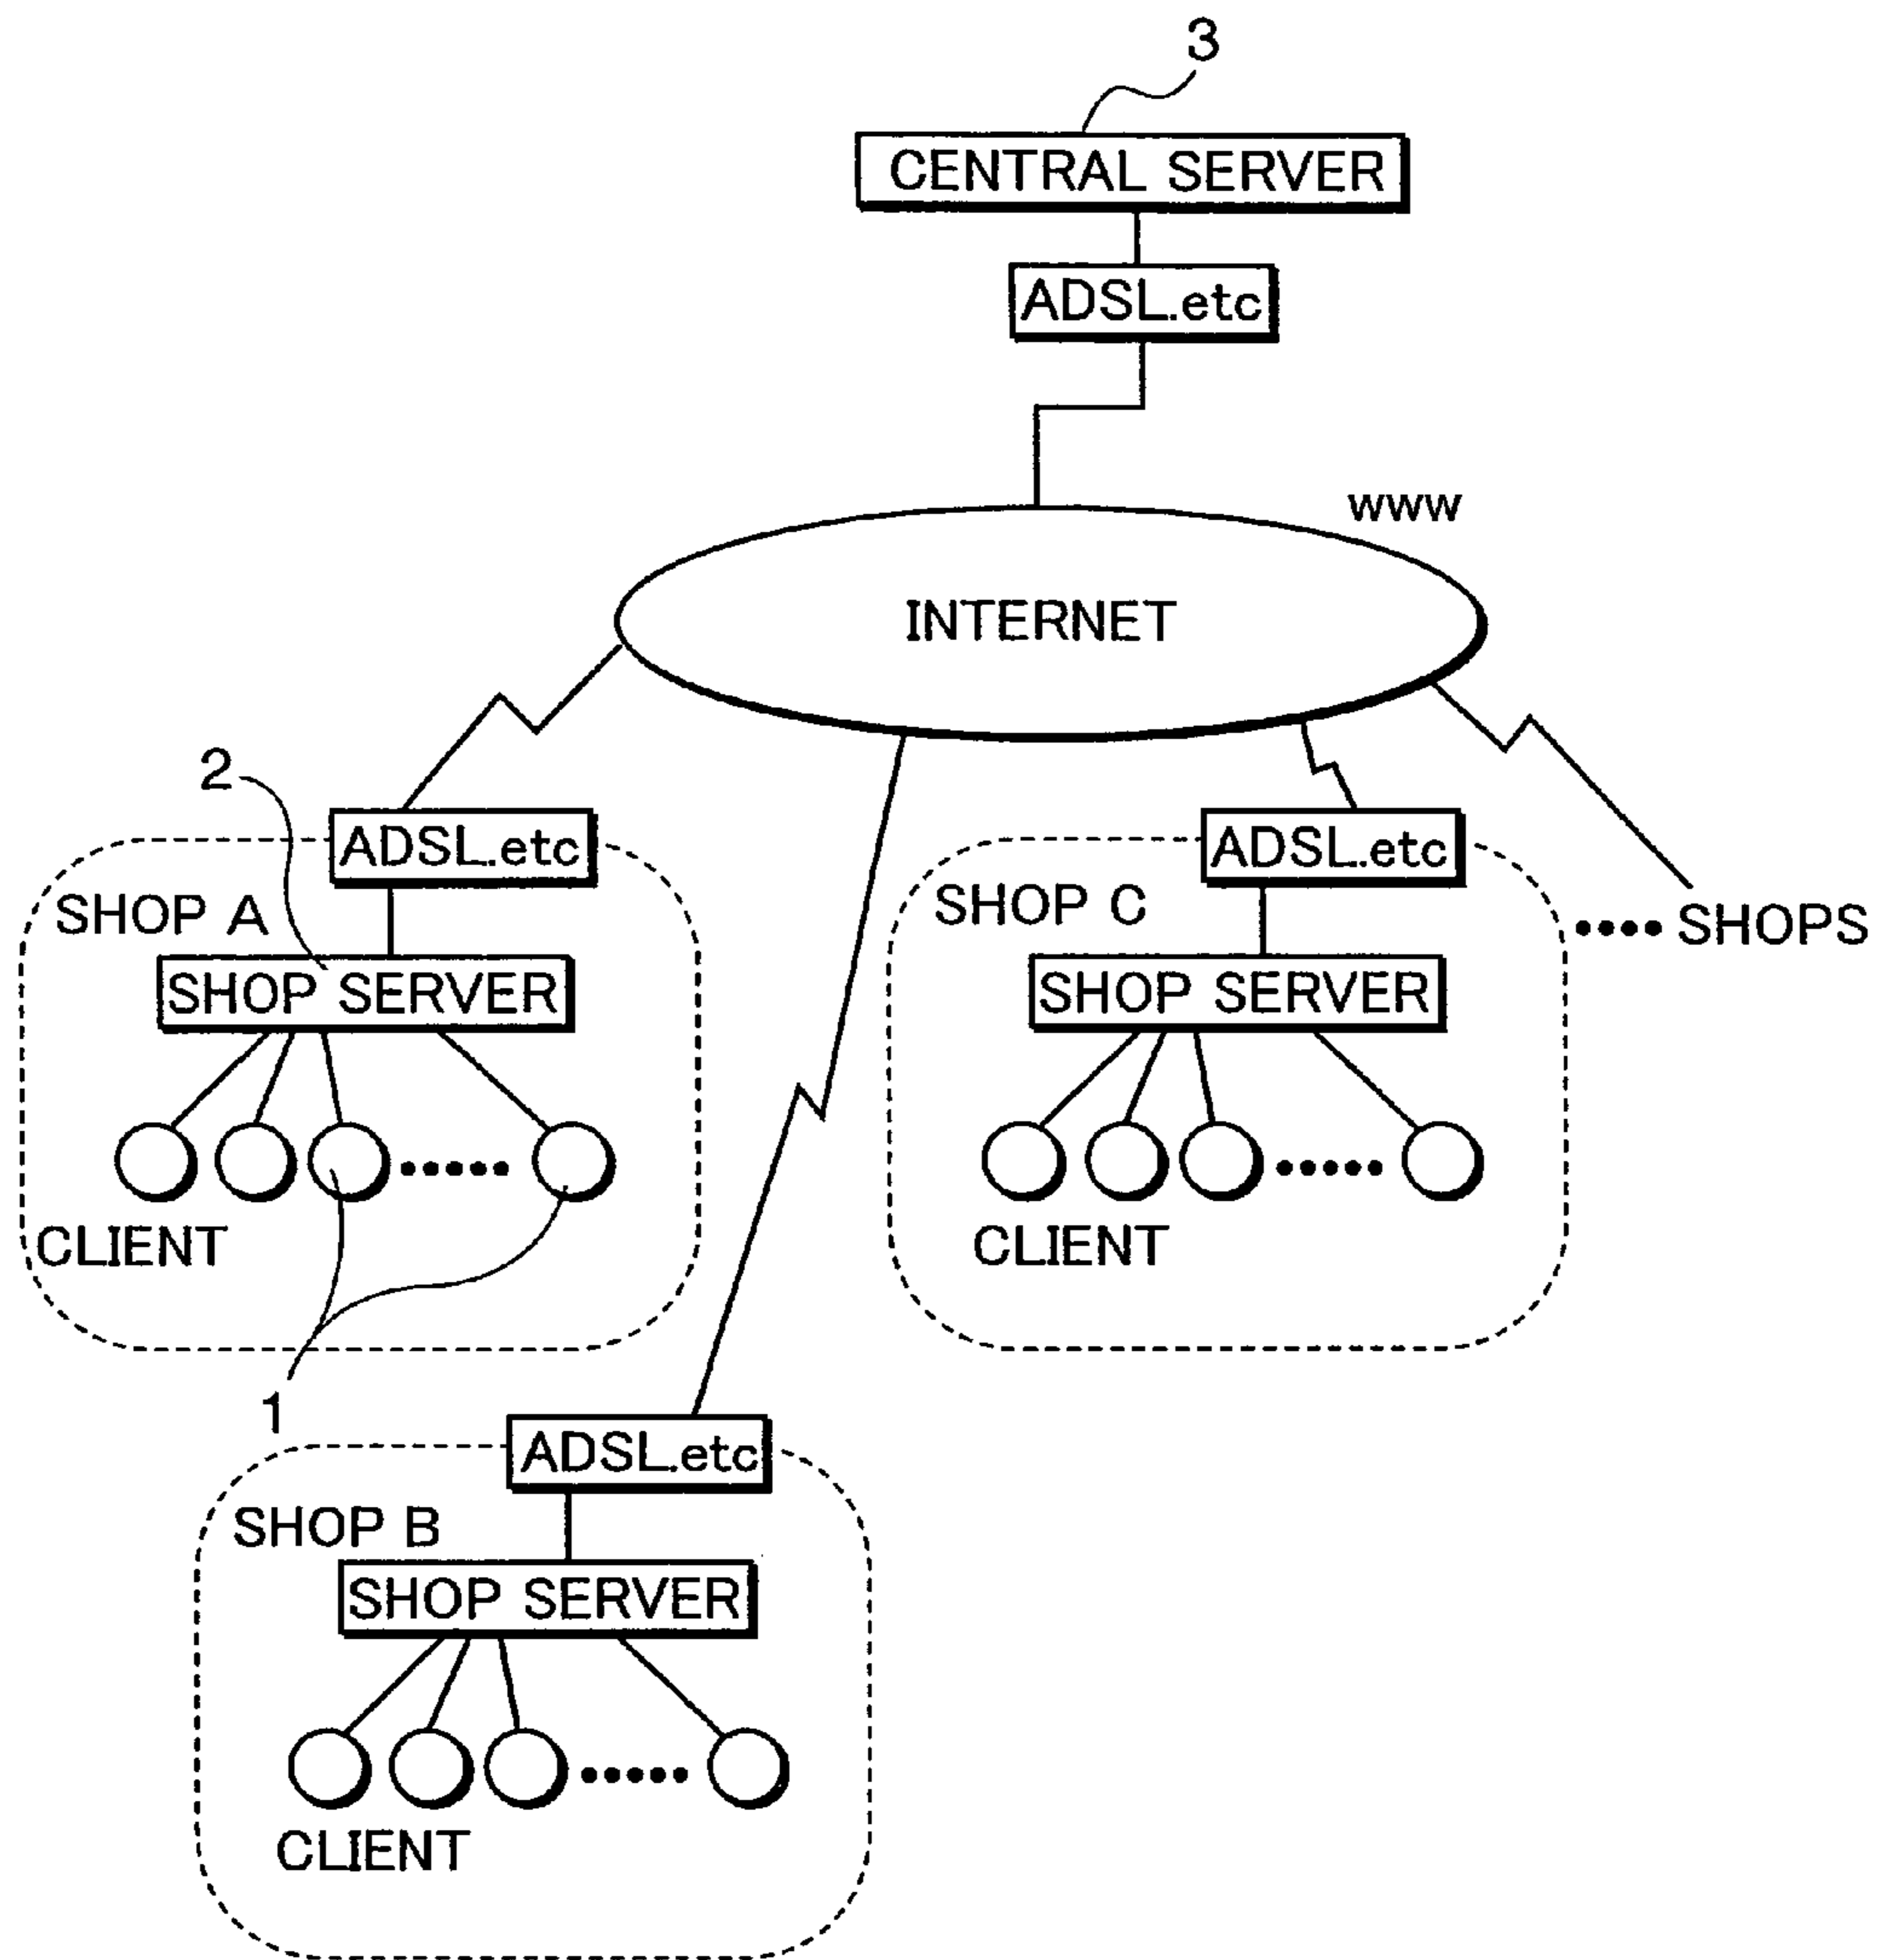 3
CENTRAL SERVER
ADSL.etc
www
INTERNET
2
ADSL.etc
SHOP A
SHOP SERVER
CLIENT
1
ADSL.etc
SHOP C
SHOP SERVER
CLIENT
•••• SHOPS
ADSL.etc
SHOP B
SHOP SERVER
CLIENT